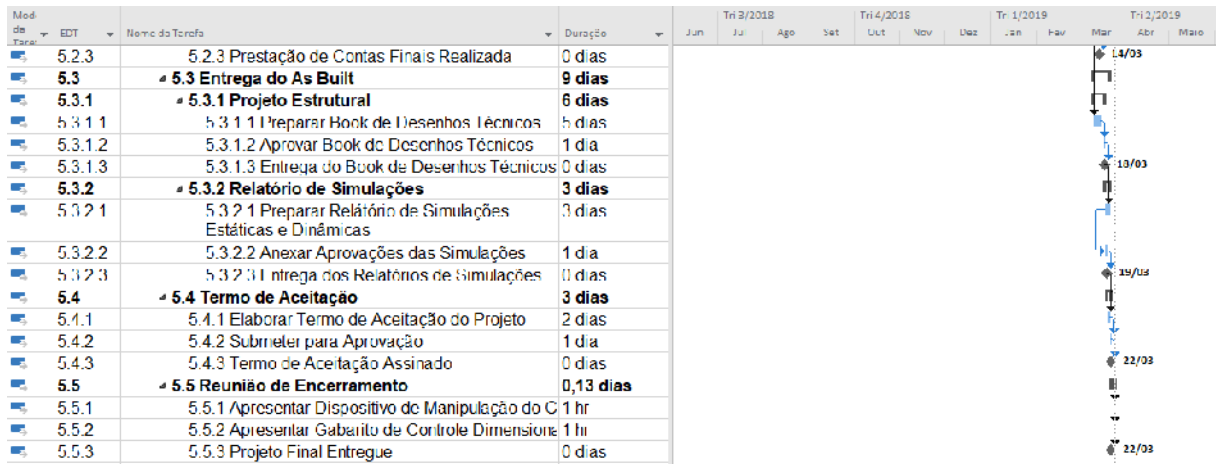 Tri 3/2018 Tri 4/2018 Tri 1/2019 Tri 2/2019
Modo da EDT Nome da Tarefa Duração Jun Jul Ago Set Out Nov Dez Jan Fev Mar Abr Maio
5.2.3 5.2.3 Prestação de Contas Finais Realizada 0 dias 14/03
5.3 5.3 Entrega do As Built 9 dias
5.3.1 5.3.1 Projeto Estrutural 6 dias
5.3.1.1 5.3.1.1 Preparar Book de Desenhos Técnicos 5 dias
5.3.1.2 5.3.1.2 Aprovar Book de Desenhos Técnicos 1 dia
5.3.1.3 5.3.1.3 Entrega do Book de Desenhos Técnicos 0 dias 18/03
5.3.2 5.3.2 Relatório de Simulações 3 dias
5.3.2.1 5.3.2.1 Preparar Relátório de Simulações 3 dias
Estáticas e Dinâmicas
5.3.2.2 5.3.2.2 Anexar Aprovações das Simulações 1 dia
5.3.2.3 5.3.2.3 Entrega dos Relatórios de Simulações 0 dias 19/03
5.4 5.4 Termo de Aceitação 3 dias
5.4.1 5.4.1 Elaborar Termo de Aceitação do Projeto 2 dias
5.4.2 5.4.2 Submeter para Aprovação 1 dia
5.4.3 5.4.3 Termo de Aceitação Assinado 0 dias 22/03
5.5 5.5 Reunião de Encerramento 0,13 dias
5.5.1 5.5.1 Apresentar Dispositivo de Manipulação do C 1 hr
5.5.2 5.5.2 Apresentar Gabarito de Controle Dimensiona 1 hr
5.5.3 5.5.3 Projeto Final Entregue 0 dias 22/03